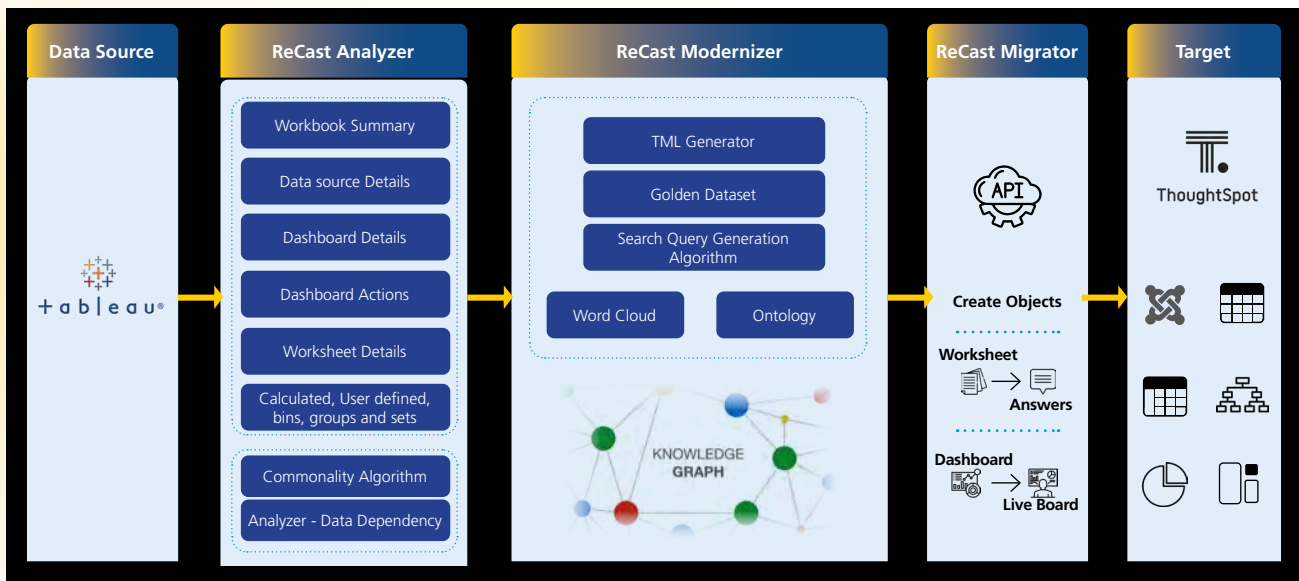 Data Source
ReCast Analyzer
ReCast Modernizer
ReCast Migrator
Target
+ableau®
Workbook Summary
Data source Details
Dashboard Details
Dashboard Actions
Worksheet Details
Calculated, User defined,
bins, groups and sets
Commonality Algorithm
Analyzer - Data Dependency
TML Generator
Golden Dataset
Search Query Generation
Algorithm
Word Cloud
Ontology
KNOWLEDGE
GRAPH
API
Create Objects
Worksheet
Answers
Dashboard
Live Board
T.
ThoughtSpot